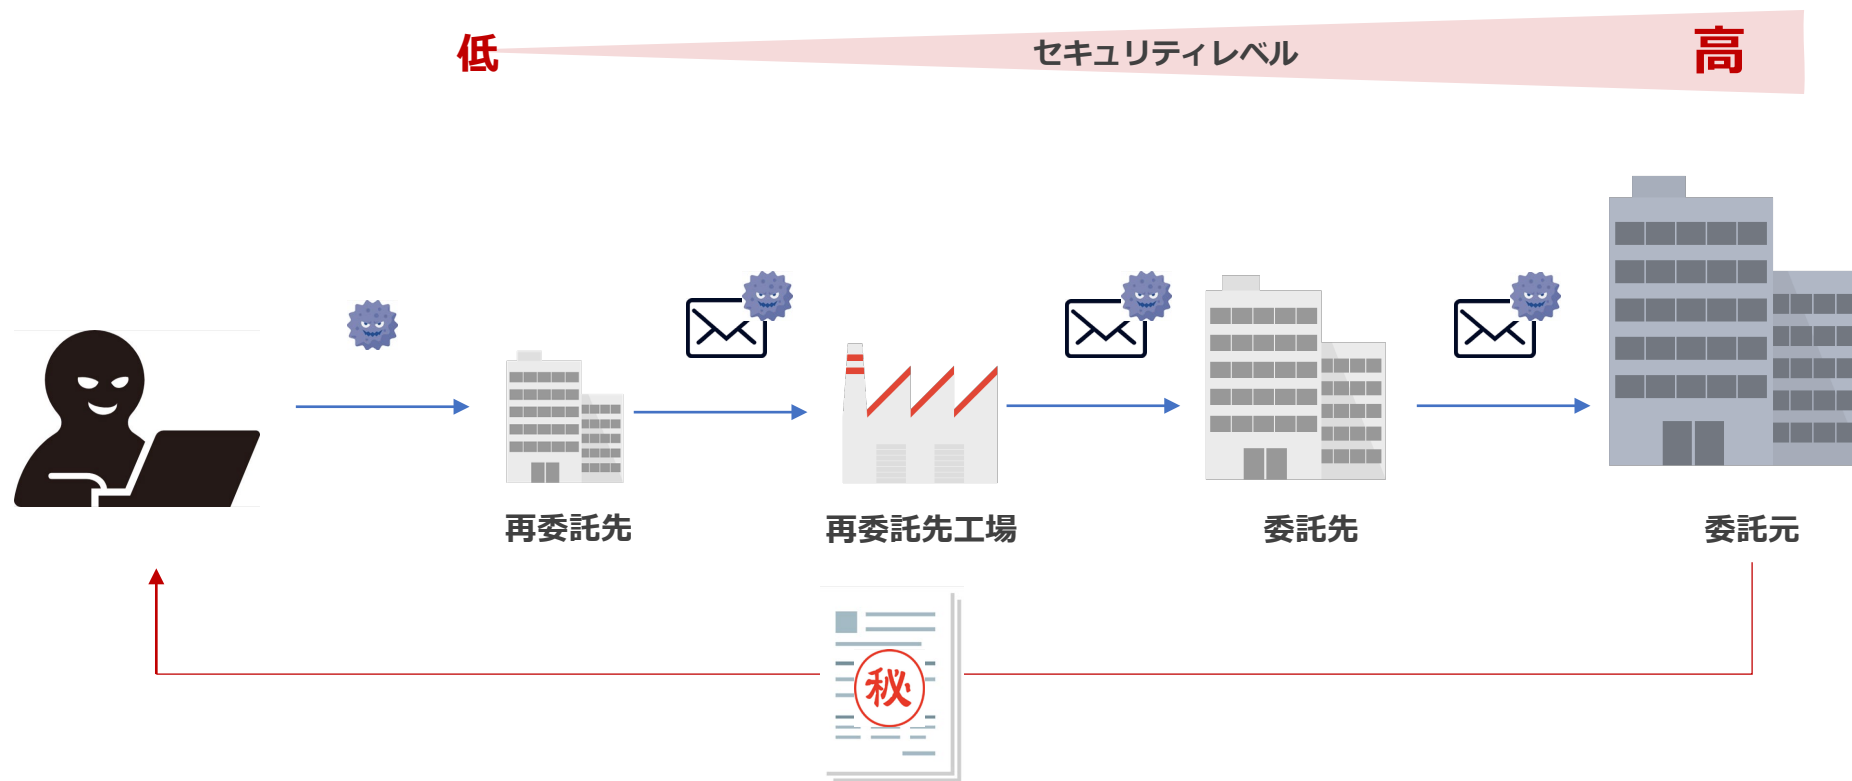 低
セキュリティレベル
高
再委託先
再委託先工場
委託先
委託元
秘